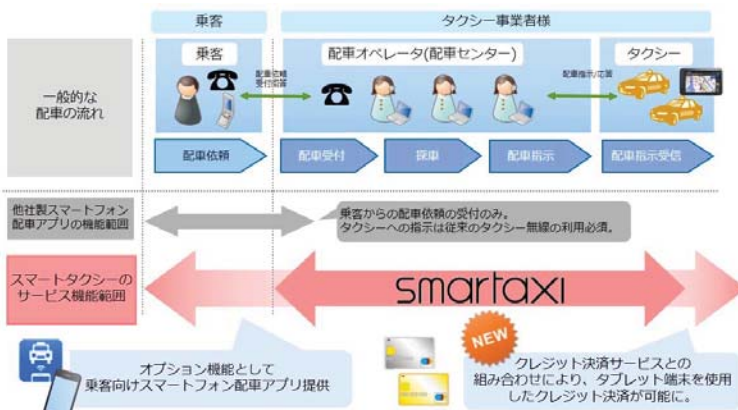 乗客
タクシー事業者様
一般的な
配車の流れ
乗客
配車依頼
受付/応答
配車オペレータ(配車センター)
配車指示/応答
タクシー
配車依頼
配車受付
探車
配車指示
配車指示受信
他社製スマートフォン
配車アプリの機能範囲
乗客からの配車依頼の受付のみ。
タクシーへの指示は従来のタクシー無線の利用必須。
スマートタクシーの
サービス機能範囲
smartaxi
オプション機能として
乗客向けスマートフォン配車アプリ提供
NEW
クレジット決済サービスとの
組み合わせにより、タブレット端末を使用
したクレジット決済が可能に。